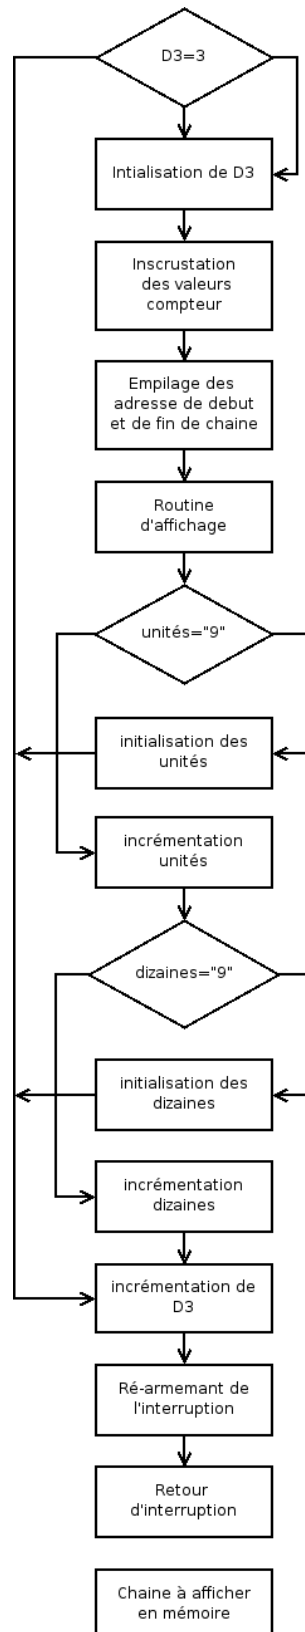 D3=3
Intialisation de D3
Inscrustation
des valeurs
compteur
Empilage des
adresse de debut
et de fin de chaine
Routine
d'affichage
unités="9"
initialisation des
unités
incrémentation
unités
dizaines="9"
initialisation des
dizaines
incrémentation
dizaines
incrémentation de
D3
Ré-armemant de
l'interruption
Retour
d'interruption
Chaine à afficher
en mémoire